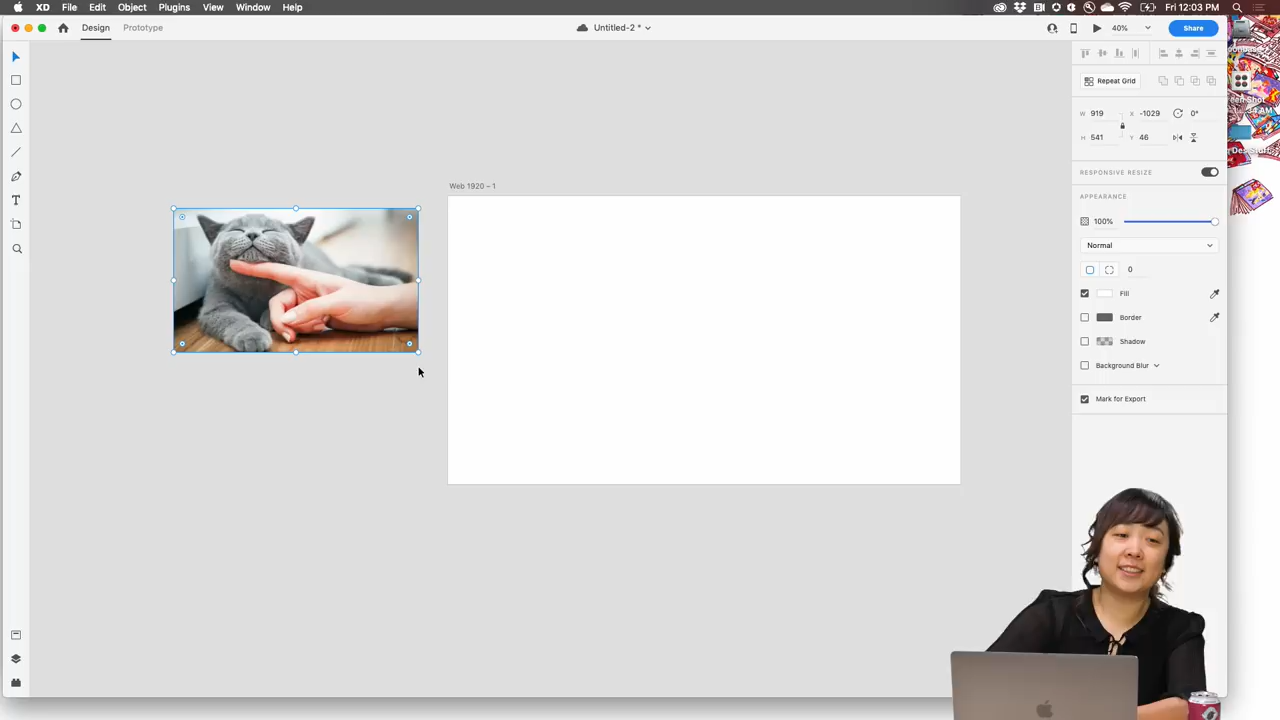 XD File Edit Object Plugins View Window Help
Fri 12:03 PM
Design Prototype
Untitled-2 *
40%
Share
Repeat Grid
W 919 X -1029 0°
H 541 Y 46
RESPONSIVE RESIZE
APPEARANCE
100%
Normal
0
Fill
Border
Shadow
Background Blur
Mark for Export
Web 1920 – 1
T